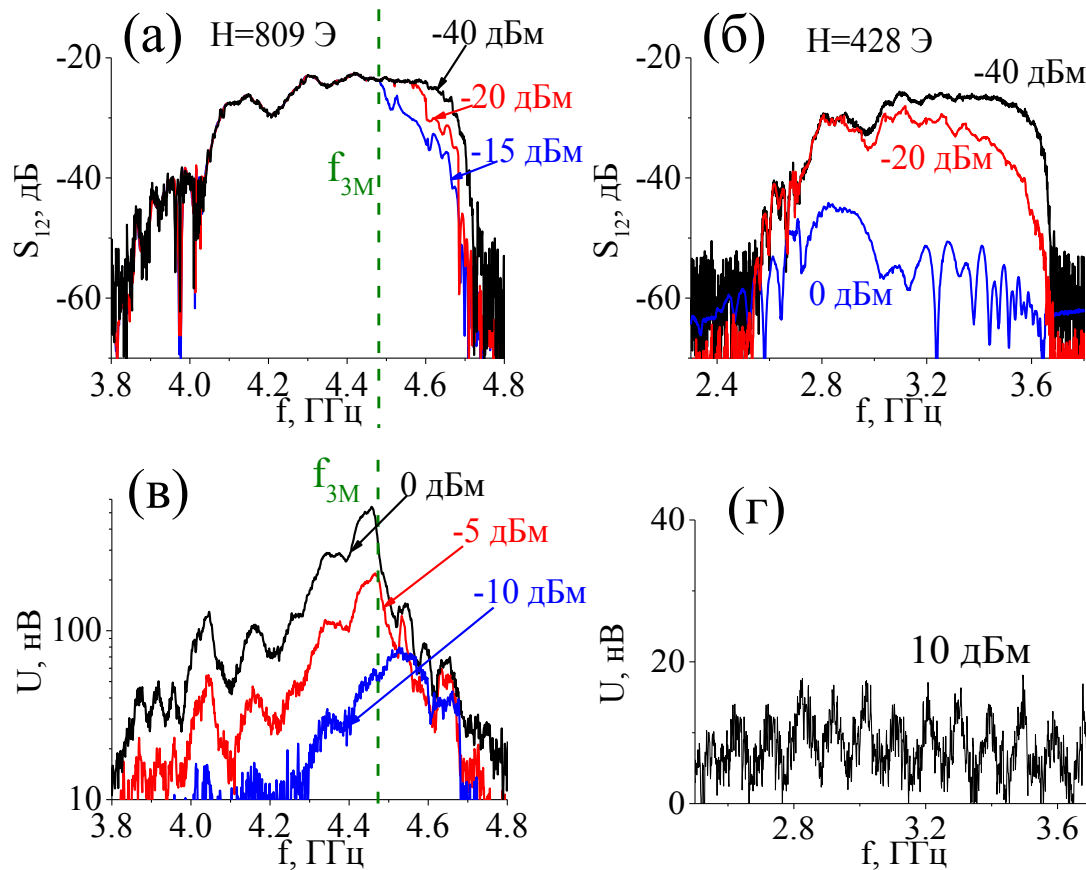 (а)
H=809 Э
-40 дБм
-20 дБм
-15 дБм
f3М
S12, дБ
-20
-40
-60
3.8 4.0 4.2 4.4 4.6 4.8
f, ГГц
(б)
H=428 Э
-40 дБм
-20 дБм
0 дБм
S12, дБ
-20
-40
-60
2.4 2.8 3.2 3.6
f, ГГц
(в)
f3М
0 дБм
-5 дБм
-10 дБм
U, нВ
100
10
3.8 4.0 4.2 4.4 4.6 4.8
f, ГГц
(г)
10 дБм
U, нВ
40
20
0
2.8 3.2 3.6
f, ГГц